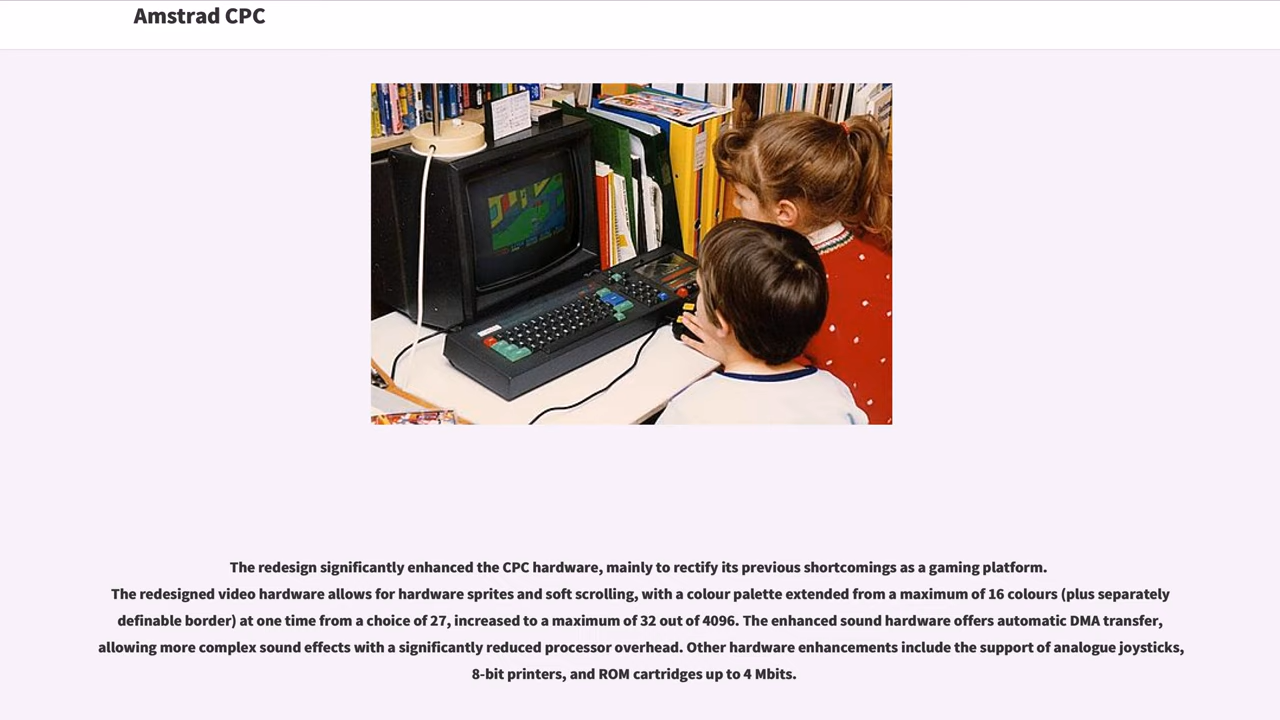 Amstrad CPC
The redesign significantly enhanced the CPC hardware, mainly to rectify its previous shortcomings as a gaming platform.
The redesigned video hardware allows for hardware sprites and soft scrolling, with a colour palette extended from a maximum of 16 colours (plus separately
definable border) at one time from a choice of 27, increased to a maximum of 32 out of 4096. The enhanced sound hardware offers automatic DMA transfer,
allowing more complex sound effects with a significantly reduced processor overhead. Other hardware enhancements include the support of analogue joysticks,
8-bit printers, and ROM cartridges up to 4 Mbits.